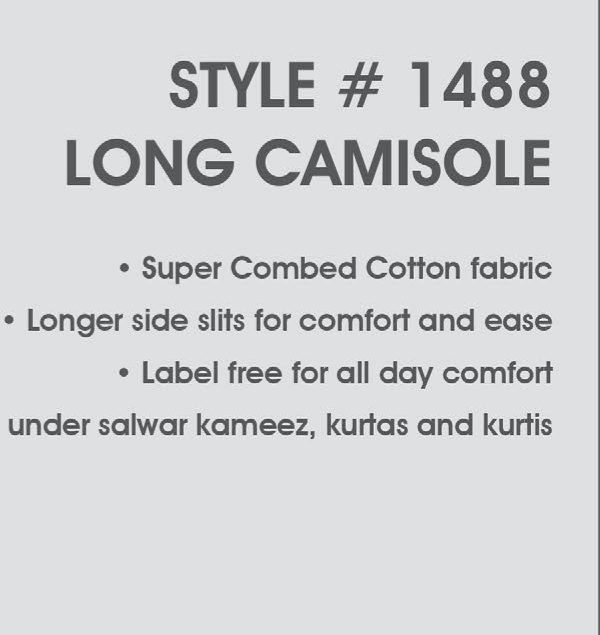 STYLE # 1488
LONG CAMISOLE
• Super Combed Cotton fabric
• Longer side slits for comfort and ease
• Label free for all day comfort
under salwar kameez, kurtas and kurtis